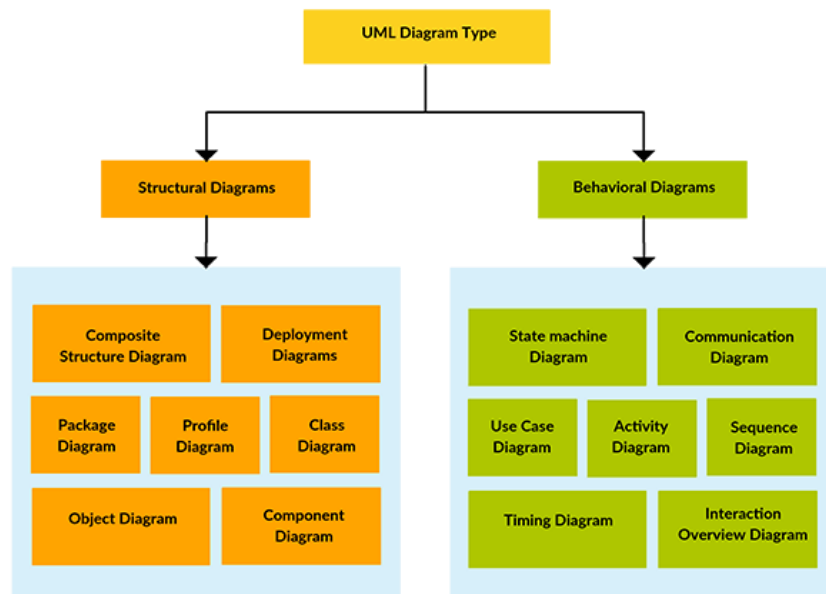 UML Diagram Type
Structural Diagrams
Behavioral Diagrams
Composite
Structure Diagram
Deployment
Diagrams
Package
Diagram
Profile
Diagram
Class
Diagram
Object Diagram
Component
Diagram
State machine
Diagram
Communication
Diagram
Use Case
Diagram
Activity
Diagram
Sequence
Diagram
Timing Diagram
Interaction
Overview Diagram